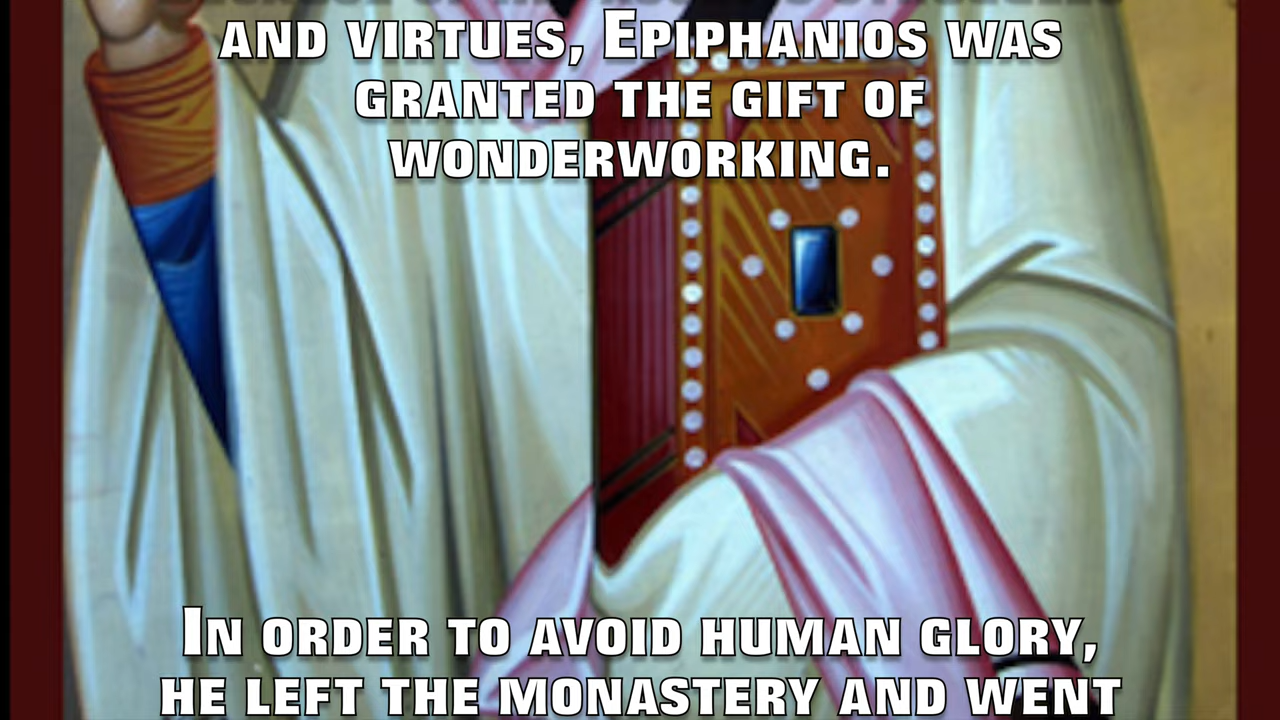 AND VIRTUES, EPIPHANIOS WAS
GRANTED THE GIFT OF
WONDERWORKING.
IN ORDER TO AVOID HUMAN GLORY,
HE LEFT THE MONASTERY AND WENT